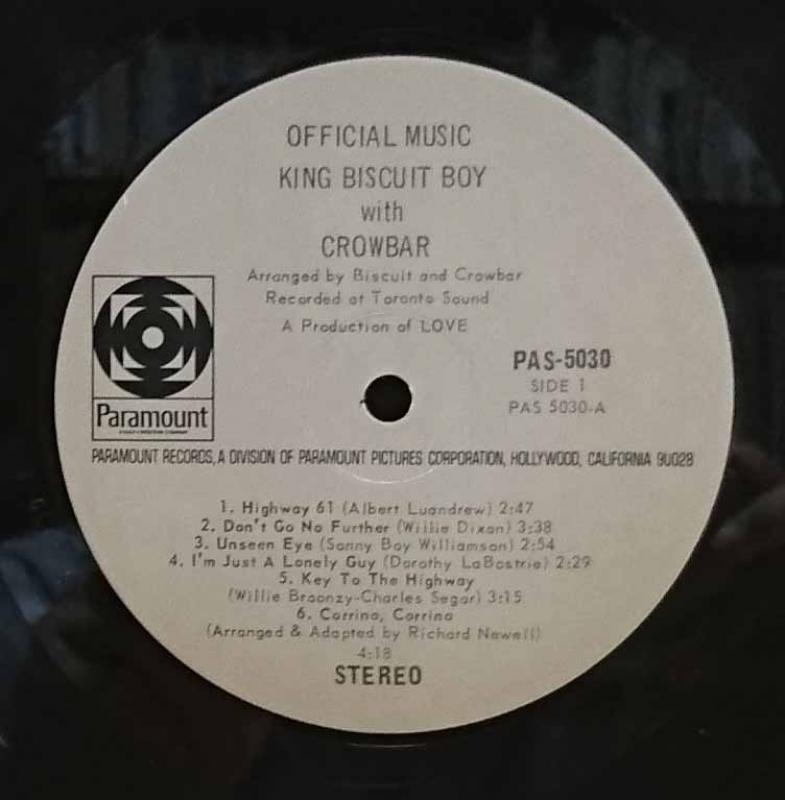 OFFICIAL MUSIC
KING BISCUIT BOY
with
CROWBAR
Arranged by Biscuit and Crowbar
Recorded at Toronto Sound
A Production of LOVE
PAS-5030
SIDE 1
PAS 5030-A
Paramount
PARAMOUNT RECORDS, A DIVISION OF PARAMOUNT PICTURES CORPORATION, HOLLYWOOD, CALIFORNIA 90028
1. Highway 61 (Albert Luandrew) 2:47
2. Don't Go No Further (Willie Dixon) 3:38
3. Unseen Eye (Sonny Boy Williamson) 2:54
4. I'm Just A Lonely Guy (Dorothy LaBostrie) 2:29
5. Key To The Highway
(Willie Broonzy-Charles Segar) 3:15
6. Corrino, Corrino
(Arranged & Adapted by Richard Newell)
4:18
STEREO